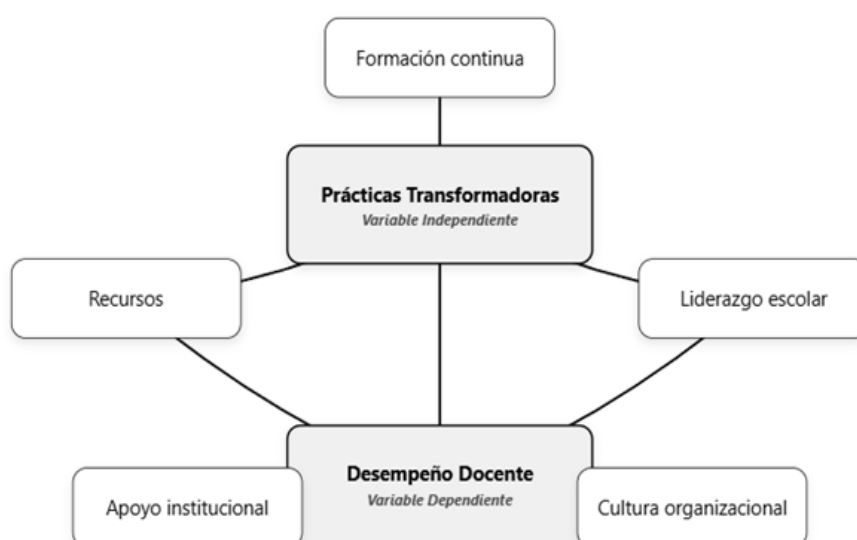 Formación continua
Prácticas Transformadoras
Variable Independiente
Recursos
Liderazgo escolar
Desempeño Docente
Variable Dependiente
Apoyo institucional
Cultura organizacional